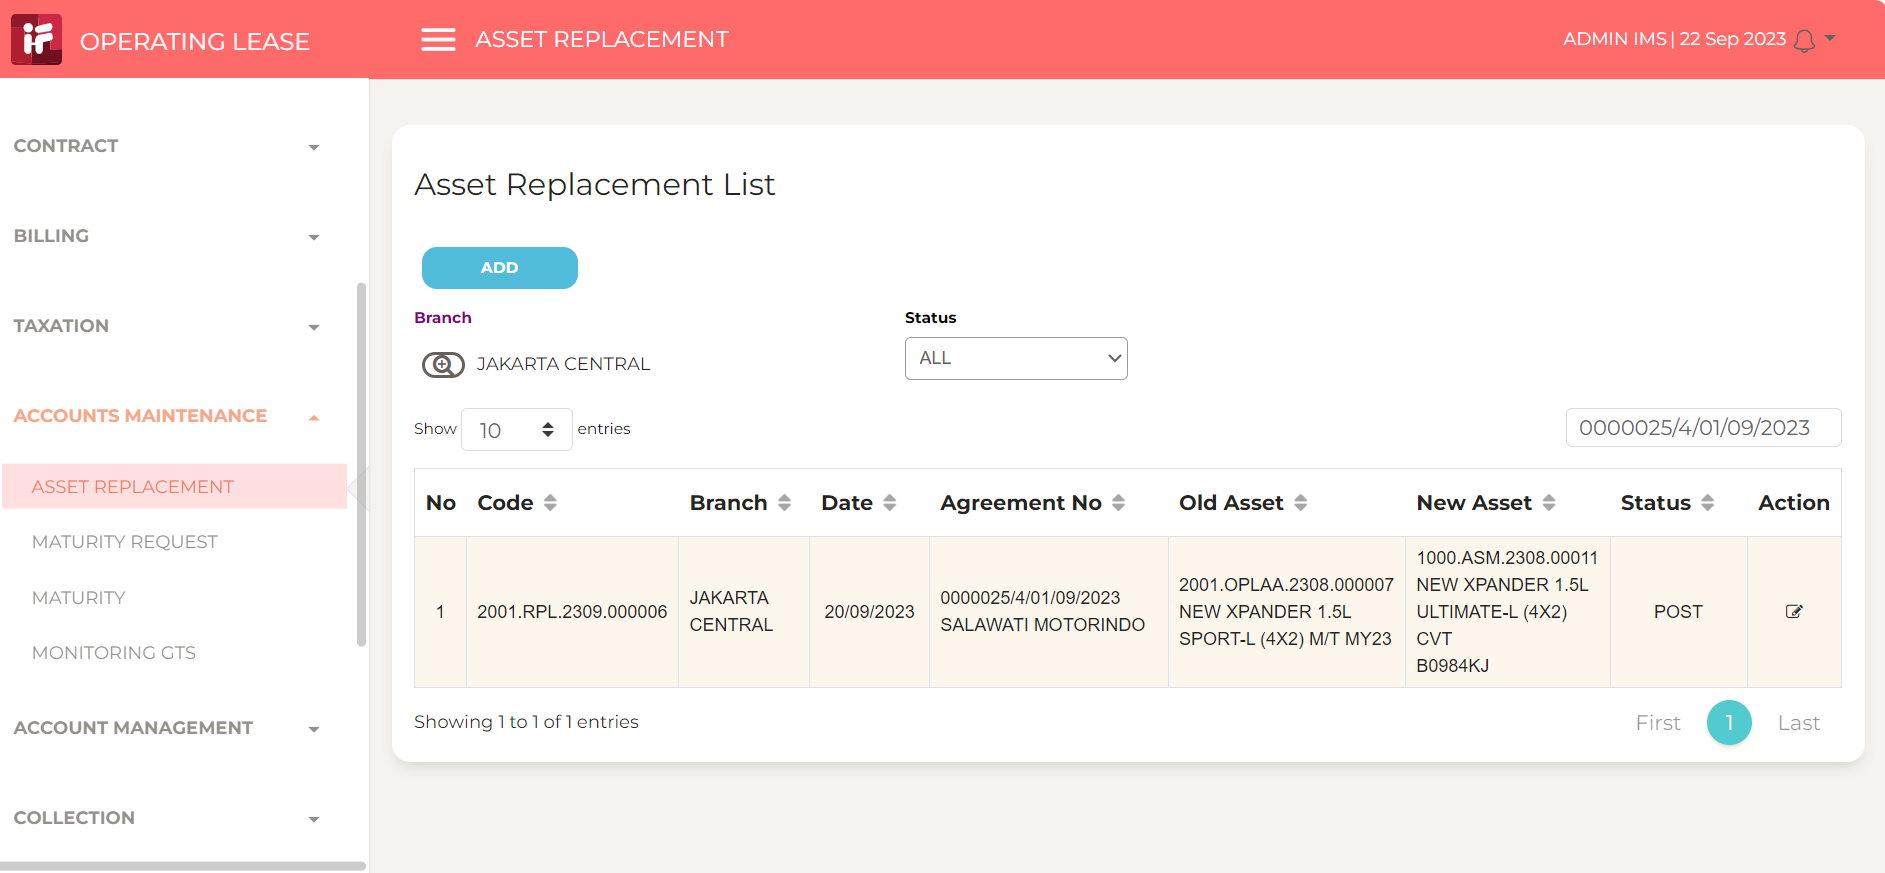 iF
OPERATING LEASE
ASSET REPLACEMENT
ADMIN IMS | 22 Sep 2023
CONTRACT
BILLING
TAXATION
ACCOUNTS MAINTENANCE
ASSET REPLACEMENT
MATURITY REQUEST
MATURITY
MONITORING GTS
ACCOUNT MANAGEMENT
COLLECTION
Asset Replacement List
ADD
Branch
Status
JAKARTA CENTRAL
ALL
Show 10 entries
0000025/4/01/09/2023
No Code Branch Date Agreement No Old Asset New Asset Status Action
1
2001.RPL.2309.000006
JAKARTA
CENTRAL
20/09/2023
0000025/4/01/09/2023
SALAWATI MOTORINDO
2001.OPLAA.2308.000007
NEW XPANDER 1.5L
SPORT-L (4X2) M/T MY23
1000.ASM.2308.00011
NEW XPANDER 1.5L
ULTIMATE-L (4X2)
CVT
B0984KJ
POST
Showing 1 to 1 of 1 entries
First 1 Last